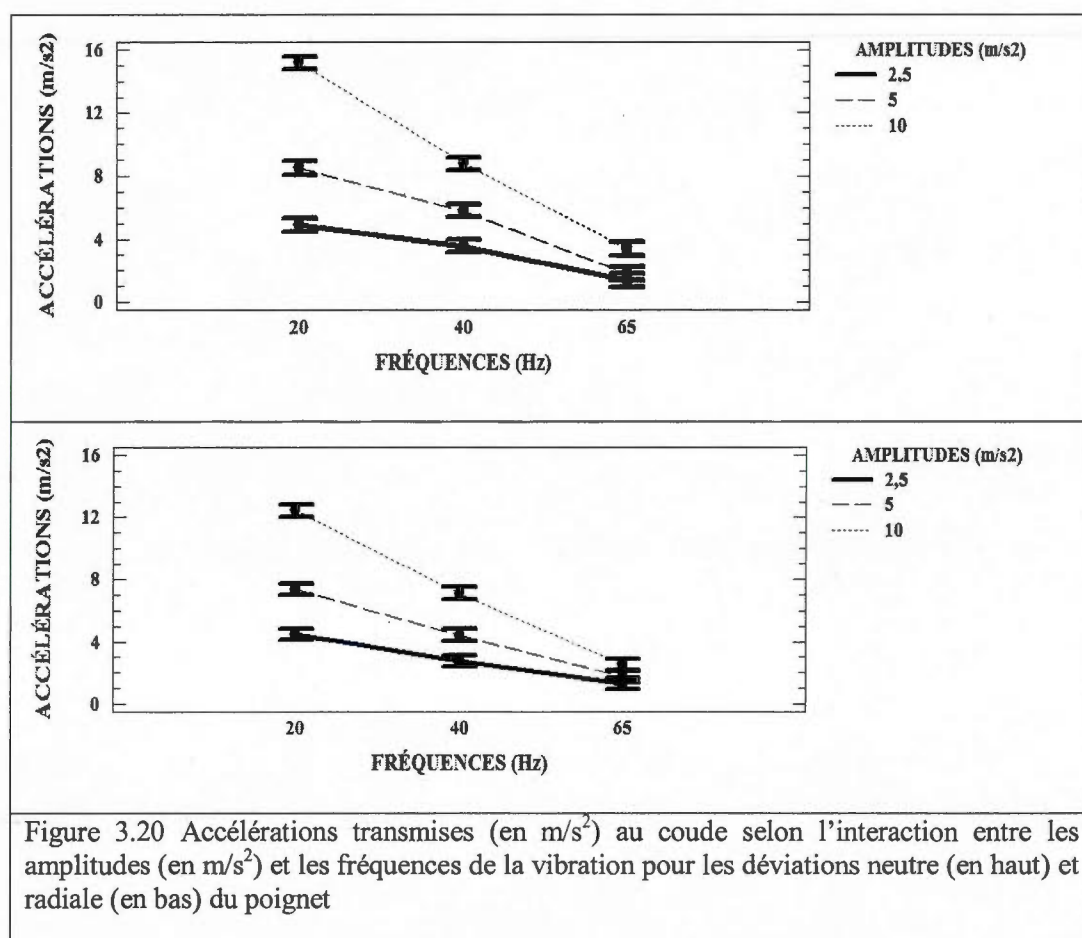 ACCÉLÉRATIONS (m/s2)
16
12
8
4
0
20 40 65
FRÉQUENCES (Hz)
AMPLITUDES (m/s2)
2,5
5
10
ACCÉLÉRATIONS (m/s2)
16
12
8
4
0
20 40 65
FRÉQUENCES (Hz)
AMPLITUDES (m/s2)
2,5
5
10
Figure 3.20 Accélérations transmises (en m/s²) au coude selon l'interaction entre les
amplitudes (en m/s²) et les fréquences de la vibration pour les déviations neutre (en haut) et
radiale (en bas) du poignet